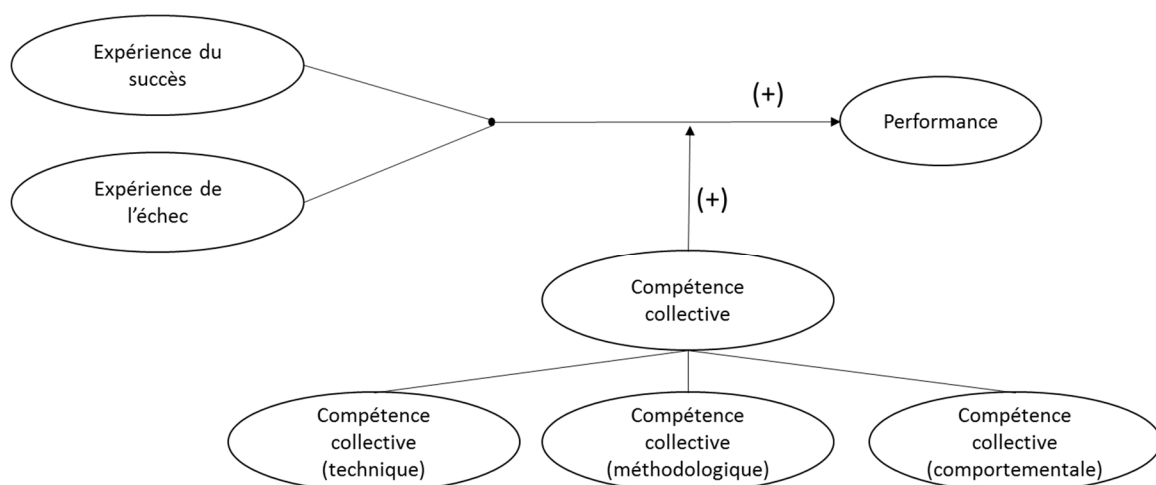 Expérience du
succès
(+)
Performance
Expérience de
l'échec
(+)
Compétence
collective
Compétence
collective
(technique)
Compétence
collective
(méthodologique)
Compétence
collective
(comportementale)